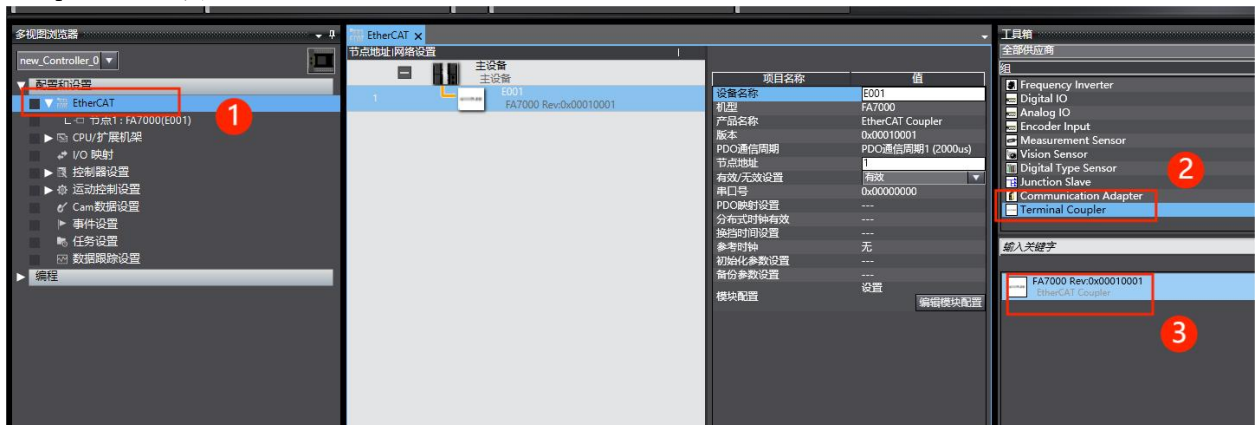 多视图浏览器
new_Controller_0
配置和设置
EtherCAT
节点1 : FA7000(E001)
CPU/扩展机架
I/O 映射
控制器设置
运动控制设置
Cam数据设置
事件设置
任务设置
数据跟踪设置
编程
1
EtherCAT
节点地址|网络设置
主设备
主设备
1
E001
FA7000 Rev:0x00010001
项目名称 值
设备名称 E001
机型 FA7000
产品名称 EtherCAT Coupler
版本 0x00010001
PDO通信周期 PDO通信周期1 (2000us)
节点地址 1
有效/无效设置 有效
串口号 0x00000000
PDO映射设置 ---
分布式时钟有效 ---
换挡时间设置 ---
参考时钟 无
初始化参数设置 ---
备份参数设置 ---
模块配置 设置
编辑模块配置
工具箱
全部供应商
组
Frequency Inverter
Digital IO
Analog IO
Encoder Input
Measurement Sensor
Vision Sensor
Digital Type Sensor
Junction Slave
Communication Adapter
Terminal Coupler
2
输入关键字
FA7000 Rev:0x00010001
EtherCAT Coupler
3